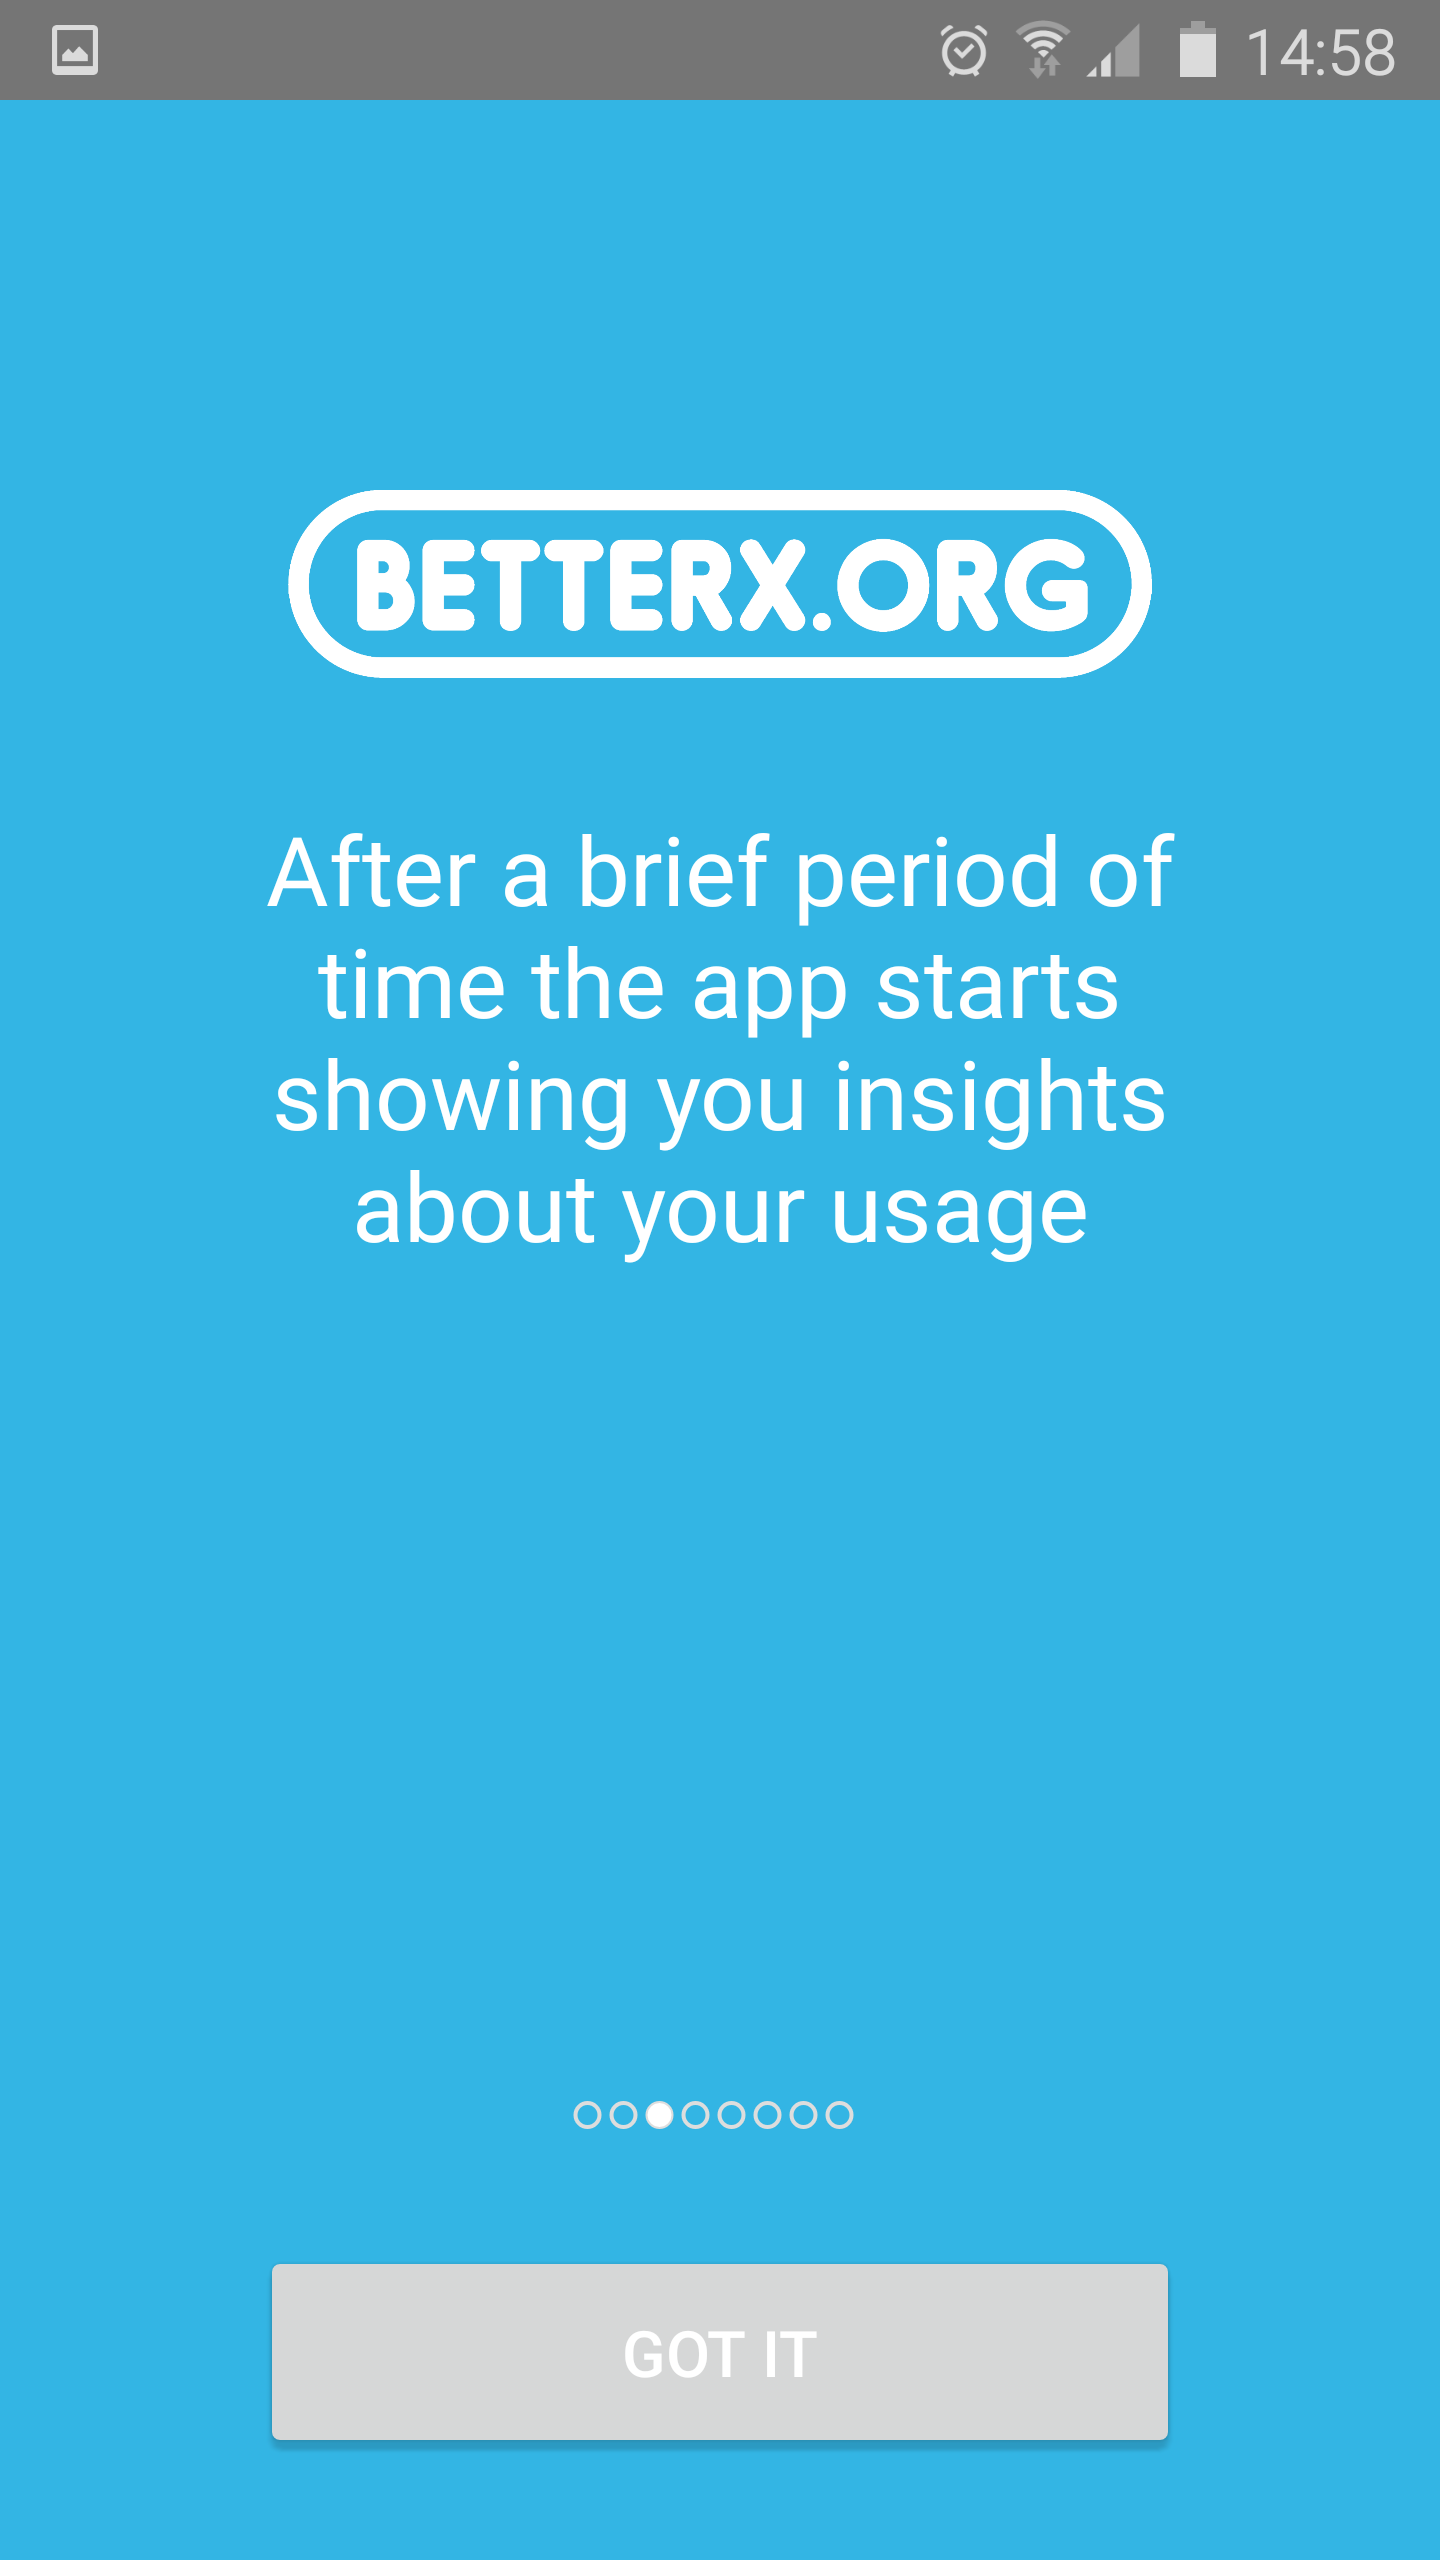 14:58
BETTERX.ORG
After a brief period of
time the app starts
showing you insights
about your usage
GOT IT